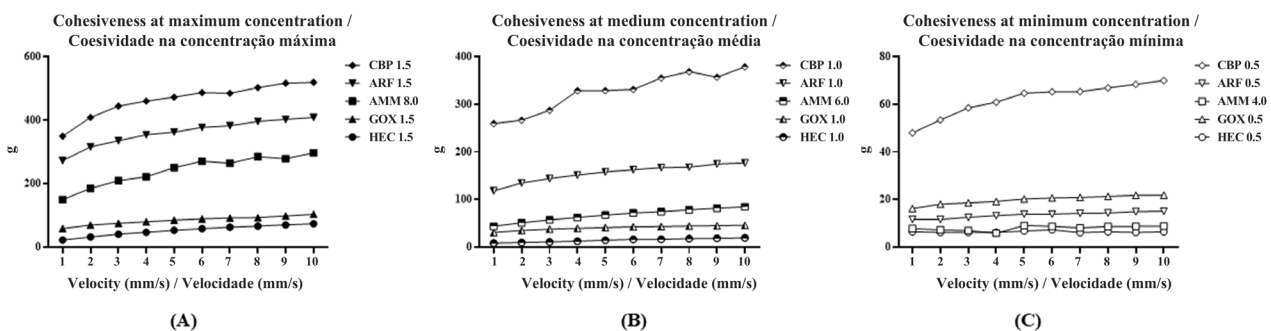 Cohesiveness at maximum concentration /
Coesividade na concentração máxima
600
400
200
0
g
1 2 3 4 5 6 7 8 9 10
Velocity (mm/s) / Velocidade (mm/s)
CBP 1.5
ARF 1.5
AMM 8.0
GOX 1.5
HEC 1.5
(A)
Cohesiveness at medium concentration /
Coesividade na concentração média
400
300
200
100
0
g
1 2 3 4 5 6 7 8 9 10
Velocity (mm/s) / Velocidade (mm/s)
CBP 1.0
ARF 1.0
AMM 6.0
GOX 1.0
HEC 1.0
(B)
Cohesiveness at minimum concentration /
Coesividade na concentração mínima
80
60
40
20
0
g
1 2 3 4 5 6 7 8 9 10
Velocity (mm/s) / Velocidade (mm/s)
CBP 0.5
ARF 0.5
AMM 4.0
GOX 0.5
HEC 0.5
(C)